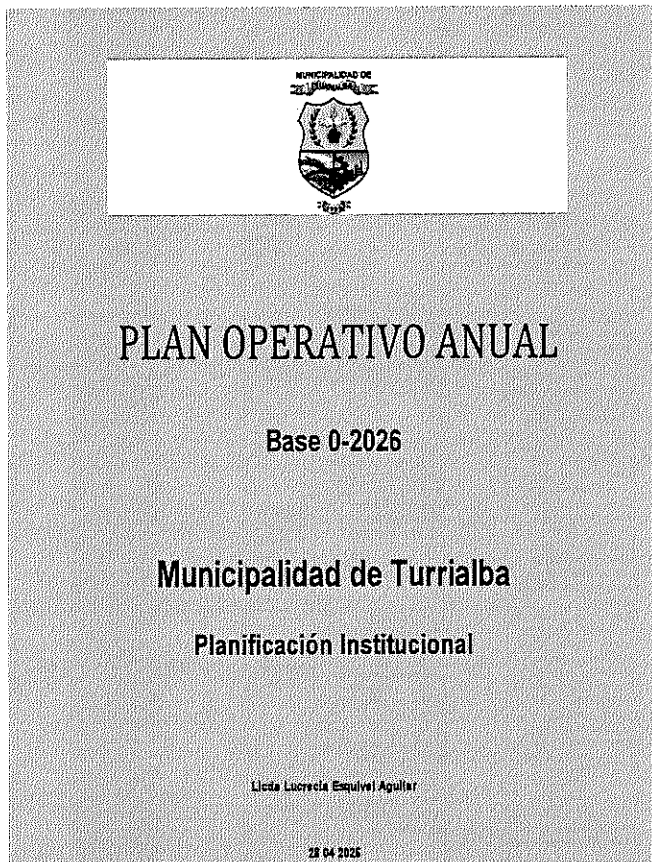 MUNICIPALIDAD DE
TURRIALBA
PLAN OPERATIVO ANUAL
Base 0-2026
Municipalidad de Turrialba
Planificación Institucional
Licda Lucrecia Esquivel Aguilar
04 2025